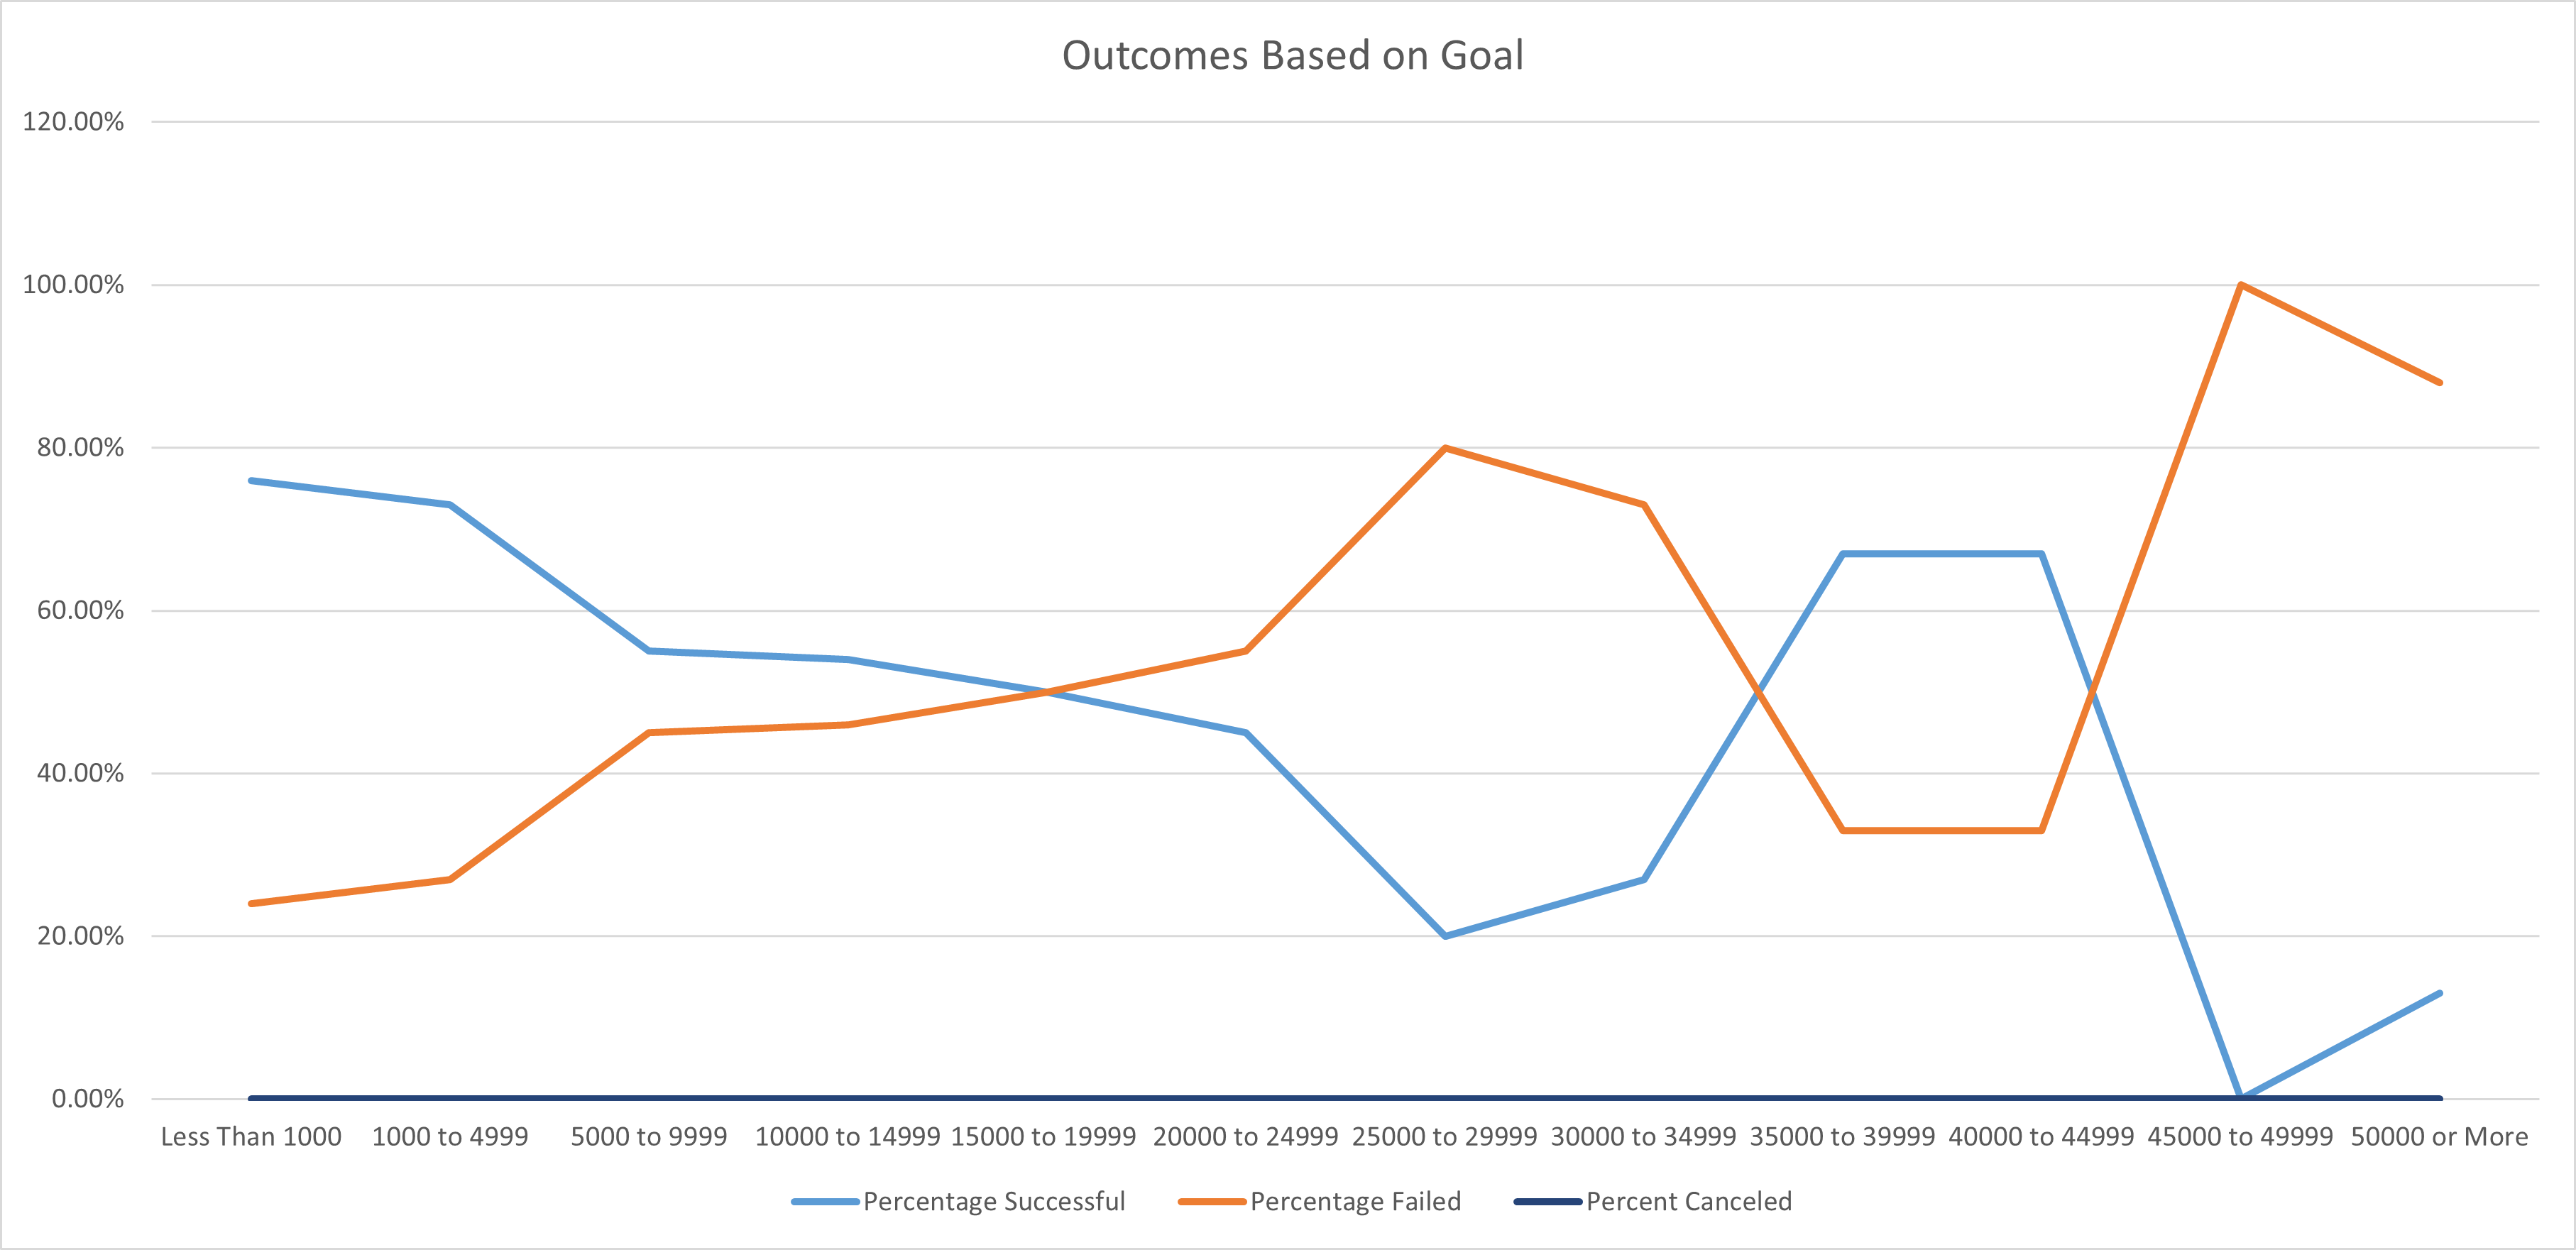 Outcomes Based on Goal
120.00%
100.00%
80.00%
60.00%
40.00%
20.00%
0.00%
Less Than 1000 1000 to 4999 5000 to 9999 10000 to 14999 15000 to 19999 20000 to 24999 25000 to 29999 30000 to 34999 35000 to 39999 40000 to 44999 45000 to 49999 50000 or More
Percentage Successful Percentage Failed Percent Canceled